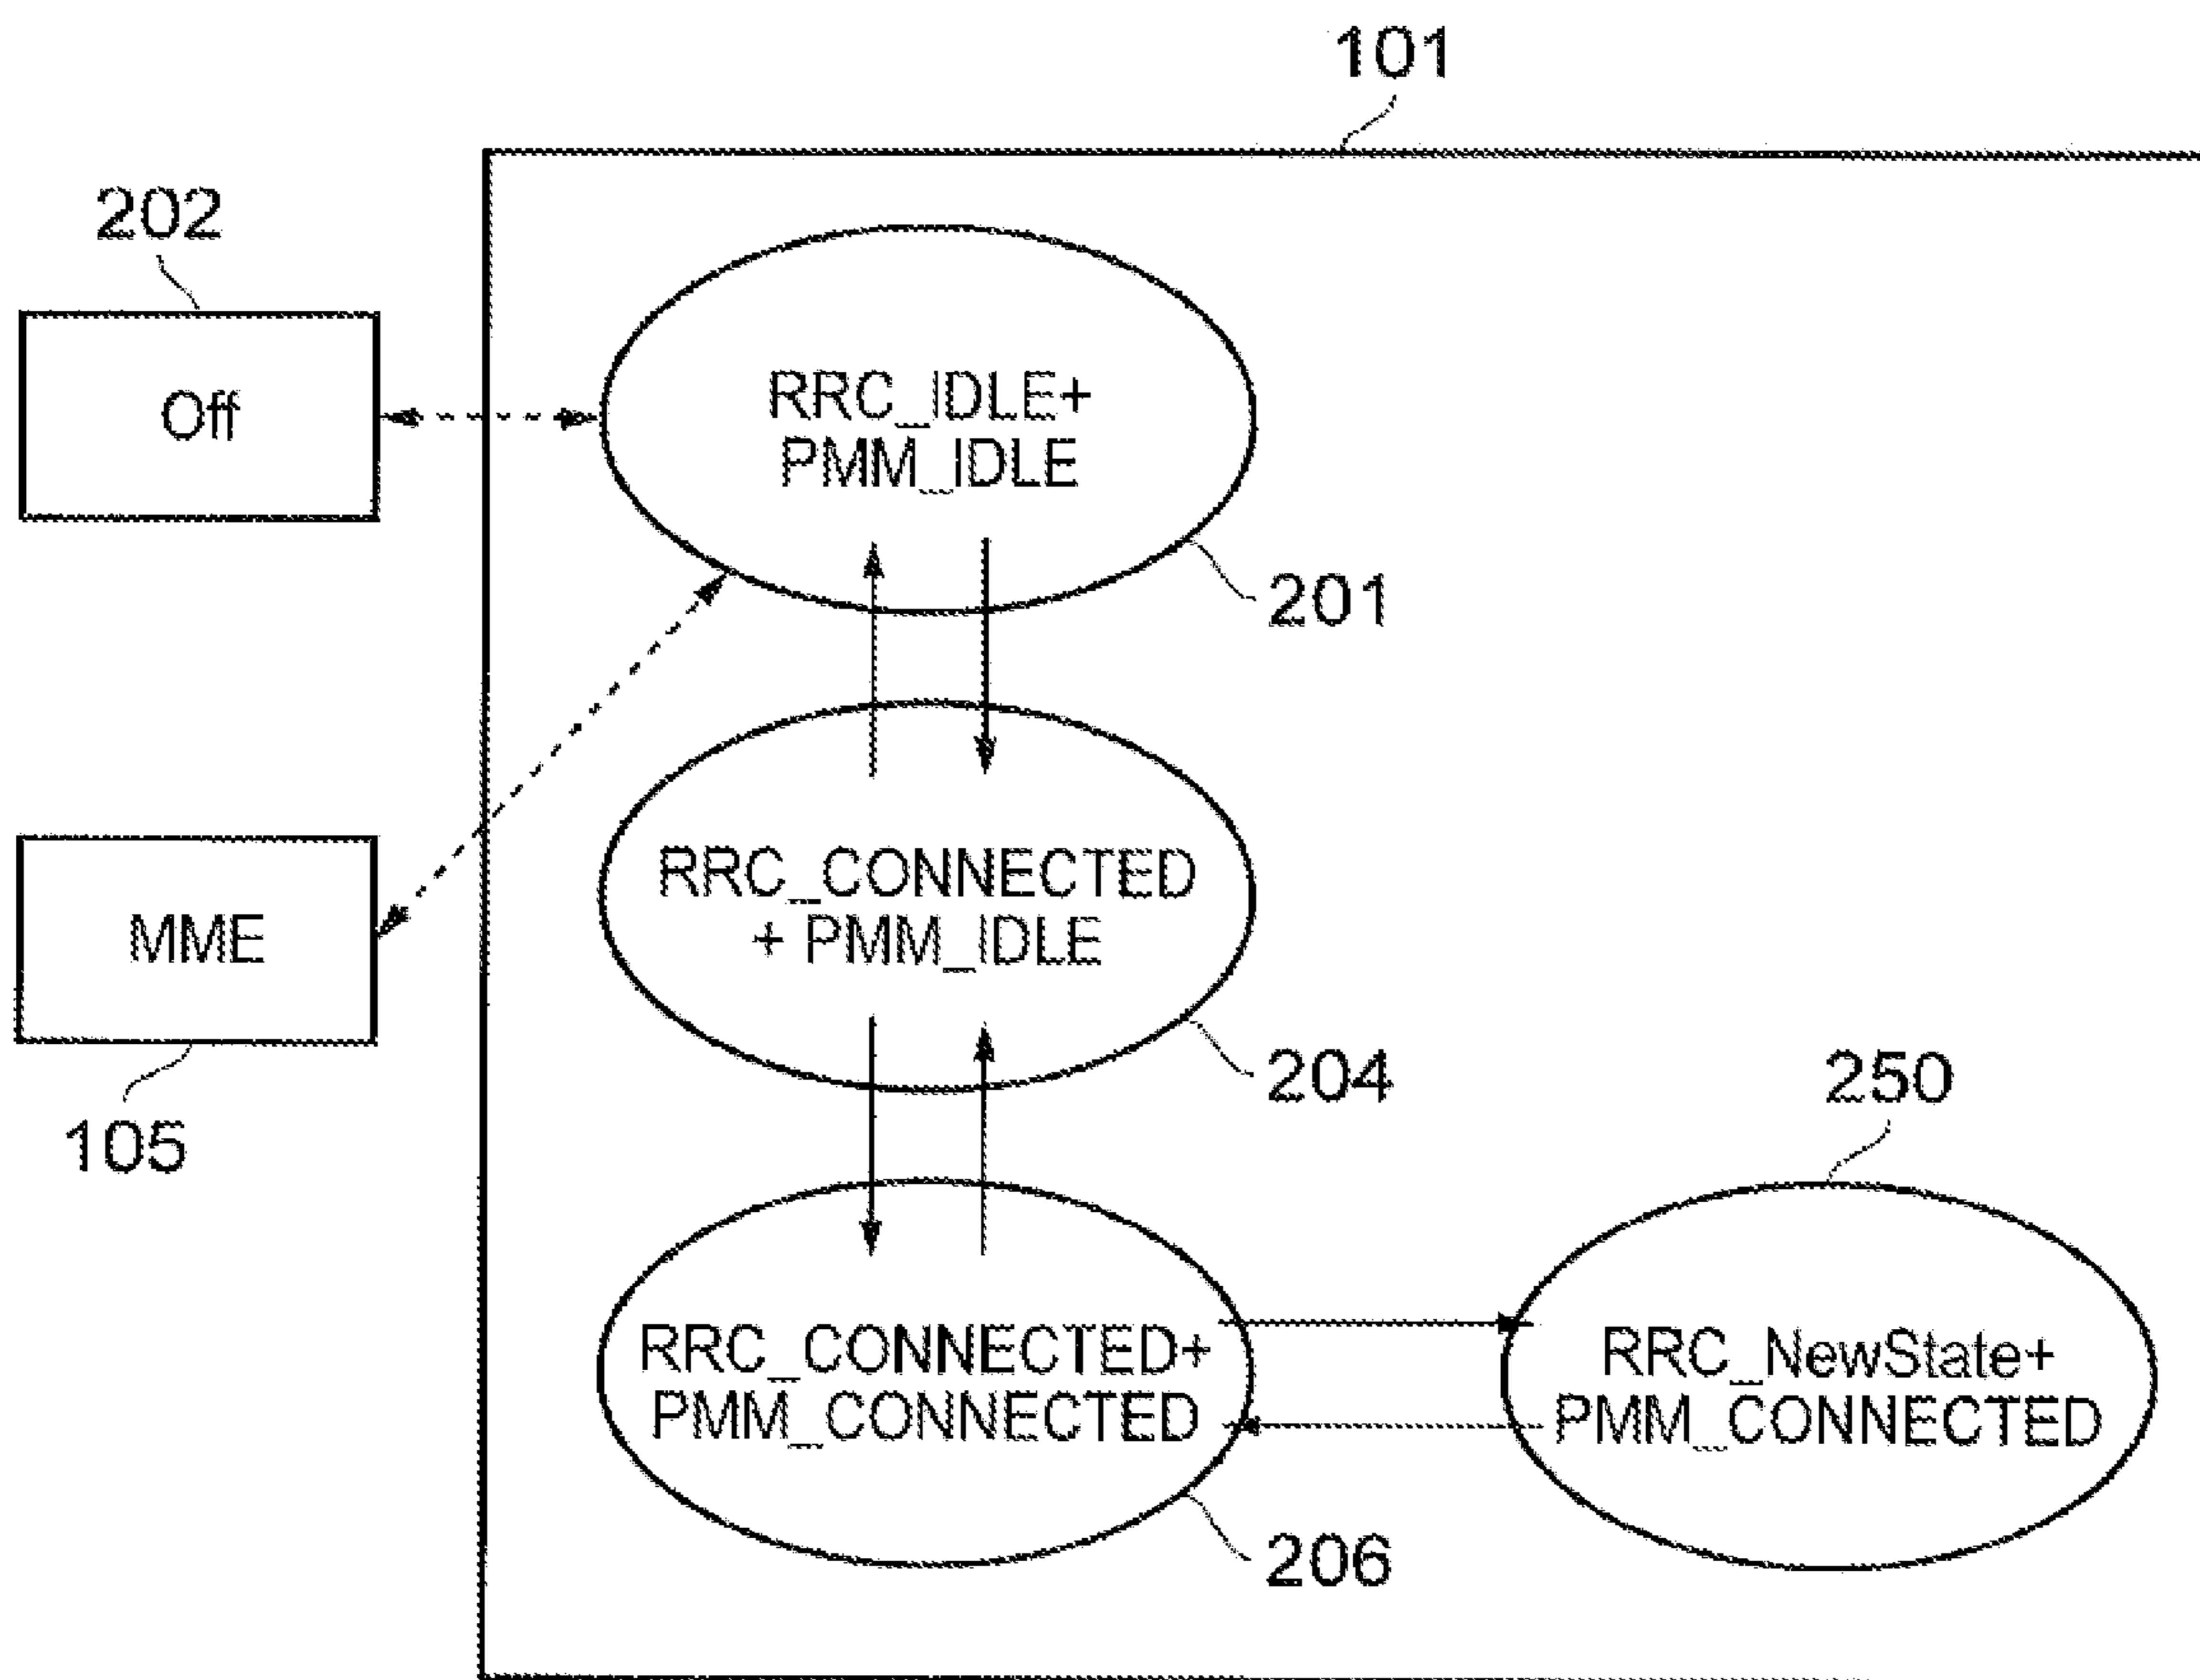 101
202
Off
RRC_IDLE+
PMM_IDLE
201
MME
105
RRC_CONNECTED
+ PMM_IDLE
204
250
RRC_CONNECTED+
PMM_CONNECTED
206
RRC_NewState+
PMM_CONNECTED